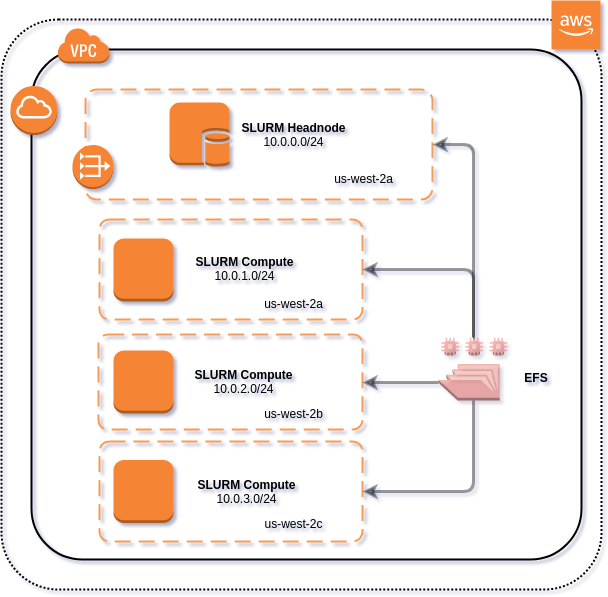 aws
VPC
SLURM Headnode
10.0.0.0/24
us-west-2a
SLURM Compute
10.0.1.0/24
us-west-2a
SLURM Compute
10.0.2.0/24
us-west-2b
EFS
SLURM Compute
10.0.3.0/24
us-west-2c